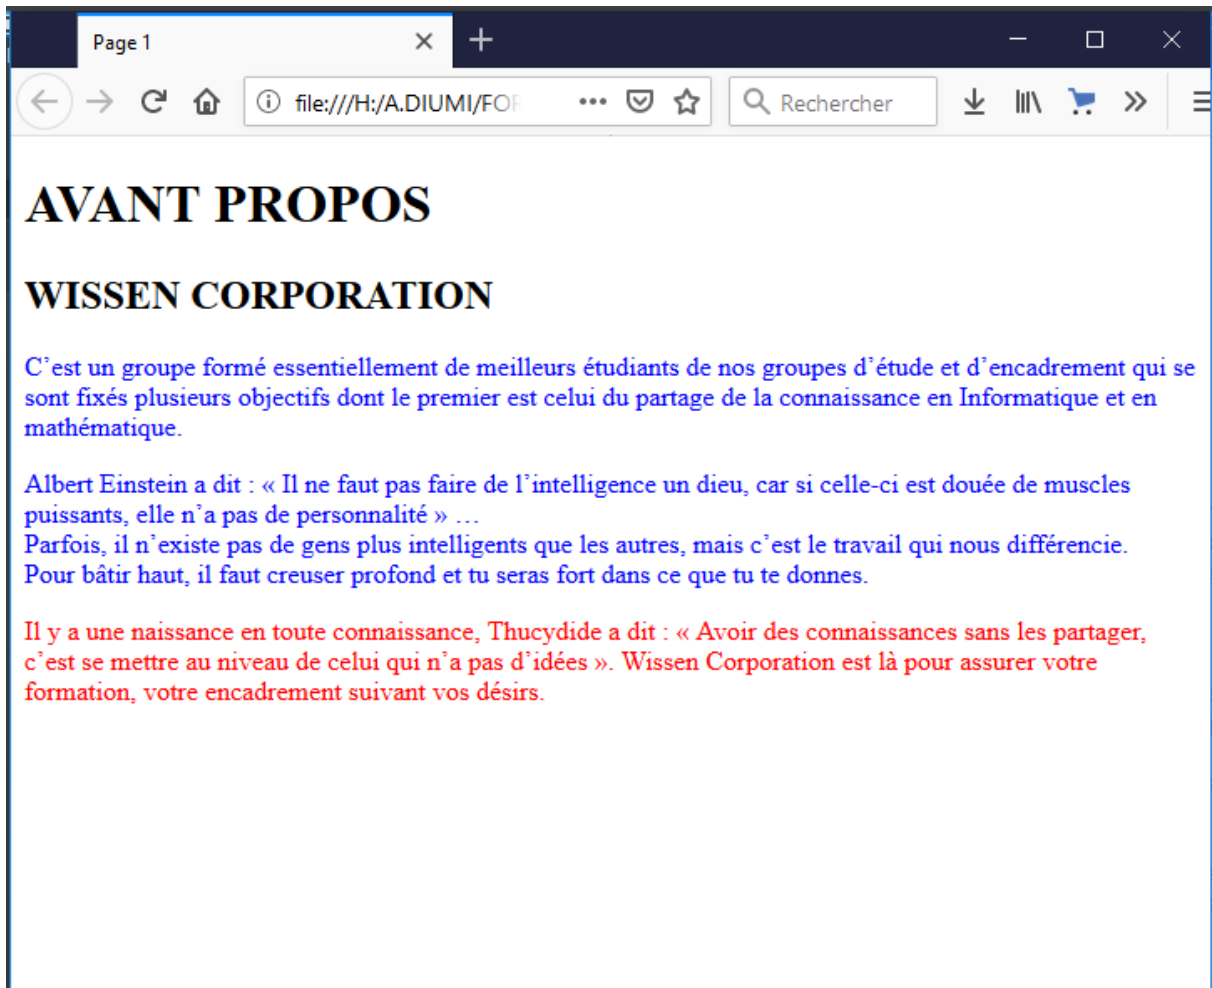 Page 1
file:///H:/A.DIUMI/FOF
Rechercher
AVANT PROPOS
WISSEN CORPORATION
C’est un groupe formé essentiellement de meilleurs étudiants de nos groupes d’étude et d’encadrement qui se
sont fixés plusieurs objectifs dont le premier est celui du partage de la connaissance en Informatique et en
mathématique.
Albert Einstein a dit : « Il ne faut pas faire de l’intelligence un dieu, car si celle-ci est douée de muscles
puissants, elle n’a pas de personnalité » …
Parfois, il n’existe pas de gens plus intelligents que les autres, mais c’est le travail qui nous différencie.
Pour bâtir haut, il faut creuser profond et tu seras fort dans ce que tu te donnes.
Il y a une naissance en toute connaissance, Thucydide a dit : « Avoir des connaissances sans les partager,
c’est se mettre au niveau de celui qui n’a pas d’idées ». Wissen Corporation est là pour assurer votre
formation, votre encadrement suivant vos désirs.